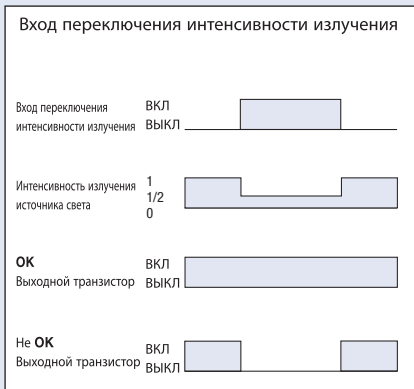 Вход переключения интенсивности излучения
Вход переключения
интенсивности излучения
ВКЛ
ВЫКЛ
Интенсивность излучения
источника света
1
1/2
0
OK
Выходной транзистор
ВКЛ
ВЫКЛ
Не OK
Выходной транзистор
ВКЛ
ВЫКЛ